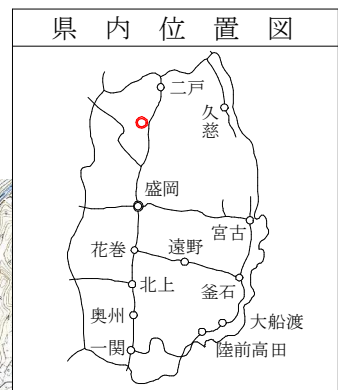 県内位置図
二戸
久慈
盛岡
宮古
花巻
遠野
北上
釜石
奥州
大船渡
一関
陸前高田